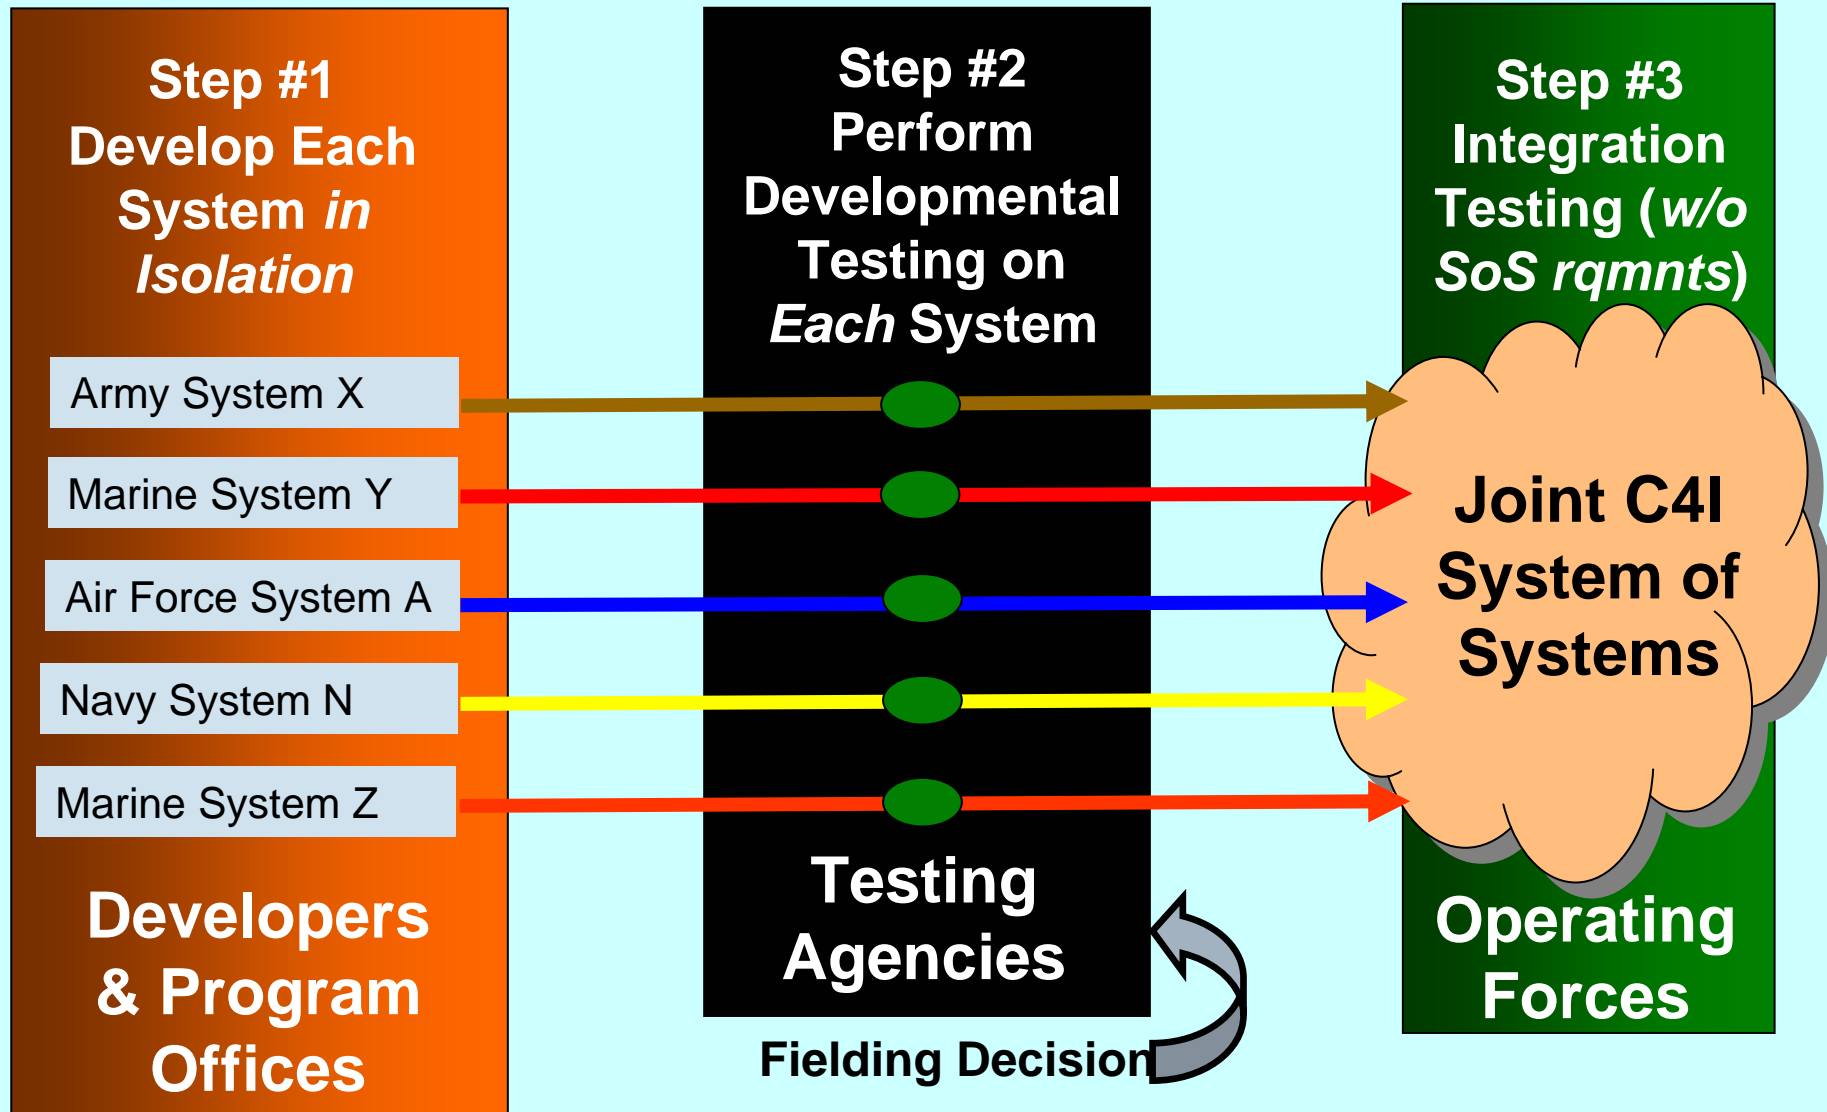 Step #1
Develop Each
System in
Isolation
Army System X
Marine System Y
Air Force System A
Navy System N
Marine System Z
Developers
& Program
Offices
Step #2
Perform
Developmental
Testing on
Each System
Testing
Agencies
Fielding Decision
Step #3
Integration
Testing (w/o
SoS rqmnts)
Joint C4I
System of
Systems
Operating
Forces